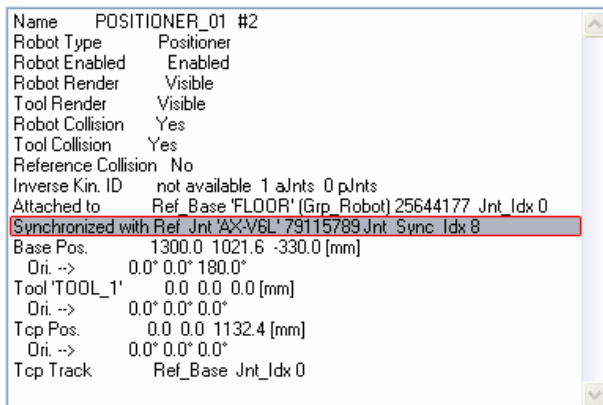 Name POSITIONER_01 #2
Robot Type Positioner
Robot Enabled Enabled
Robot Render Visible
Tool Render Visible
Robot Collision Yes
Tool Collision Yes
Reference Collision No
Inverse Kin. ID not available 1 aJnts 0 pJnts
Attached to Ref_Base 'FLOOR' (Grp_Robot) 25644177 Jnt_Idx 0
Synchronized with Ref_Jnt 'AX-V6L' 79115789 Jnt_Sync_Idx 8
Base Pos. 1300.0 1021.6 -330.0 [mm]
Ori. --> 0.0° 0.0° 180.0°
Tool 'TOOL_1' 0.0 0.0 0.0 [mm]
Ori. --> 0.0° 0.0° 0.0°
Tcp Pos. 0.0 0.0 1132.4 [mm]
Ori. --> 0.0° 0.0° 0.0°
Tcp Track Ref_Base Jnt_Idx 0